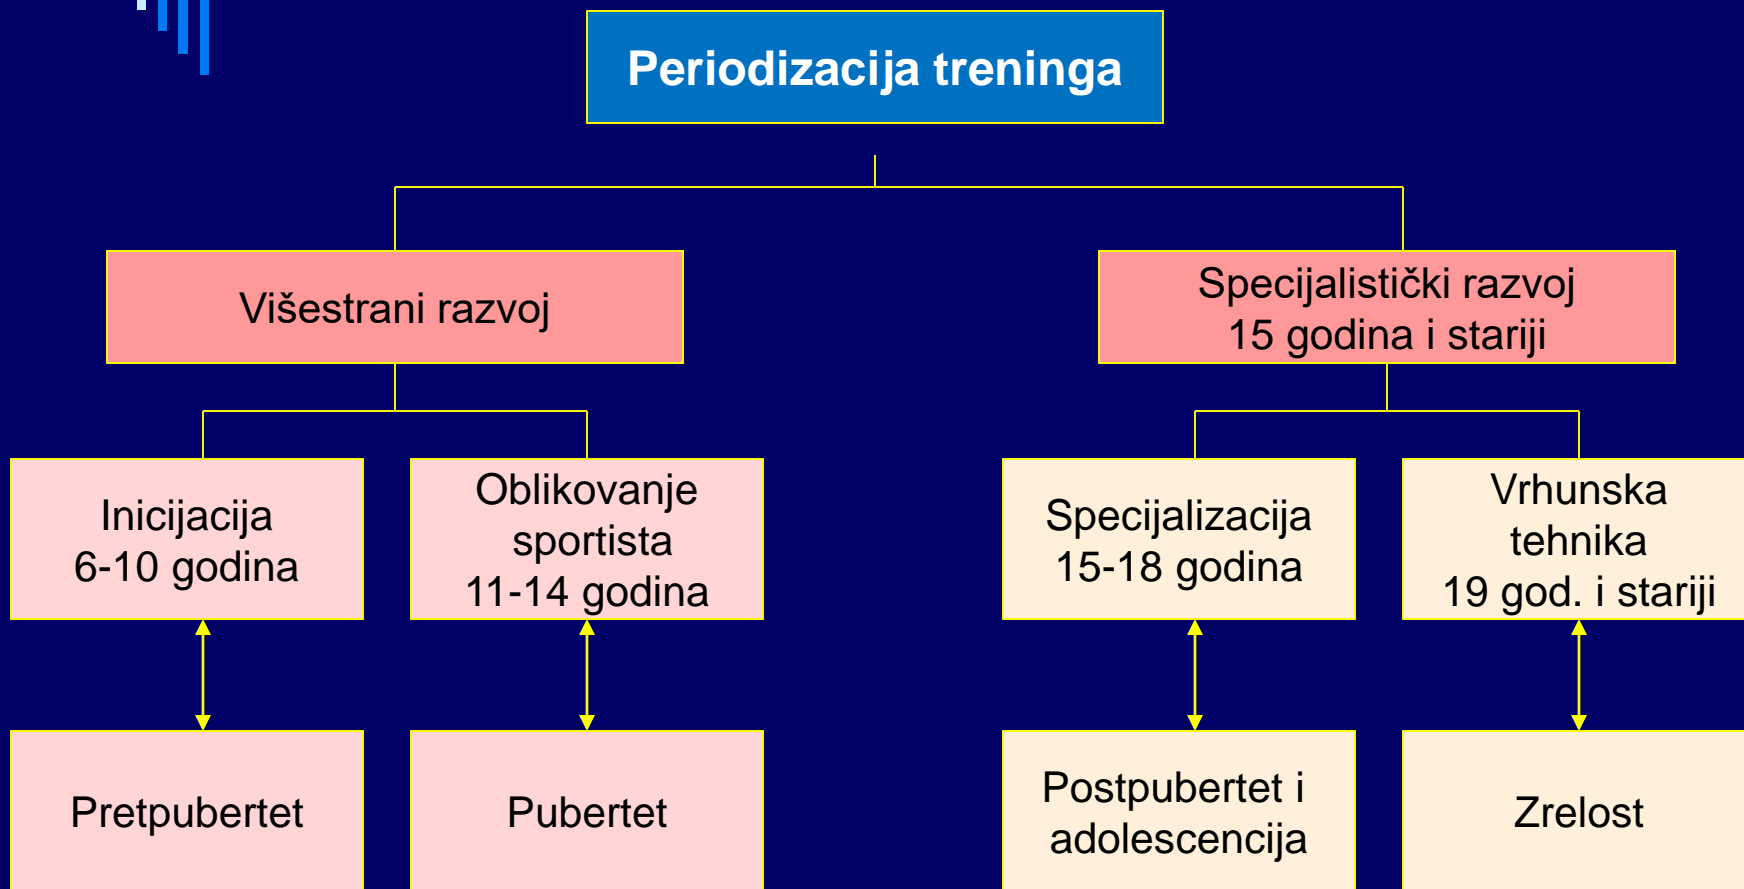 Periodizacija treninga
Višestrani razvoj
Specijalistički razvoj
15 godina i stariji
Inicijacija
6-10 godina
Oblikovanje
sportista
11-14 godina
Specijalizacija
15-18 godina
Vrhunska
tehnika
19 god. i stariji
Pretpubertet
Pubertet
Postpubertet i
adolescencija
Zrelost